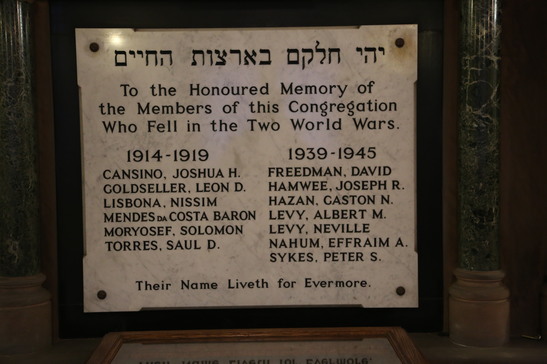 יהי חלקם בארצות החיים
To the Honoured Memory of
the Members of this Congregation
Who Fell in the Two World Wars.
1914-1919
CANSINO, JOSHUA H.
GOLDSELLER, LEON D.
LISBONA, NISSIM
MENDES DA COSTA BARON
MORYOSEF, SOLOMON
TORRES, SAUL D.
1939-1945
FREEDMAN, DAVID
HAMWEE, JOSEPH R.
HAZAN, GASTON N.
LEVY, ALBERT M.
LEVY, NEVILLE
NAHUM, EFFRAIM A.
SYKES, PETER S.
Their Name Liveth for Evermore.